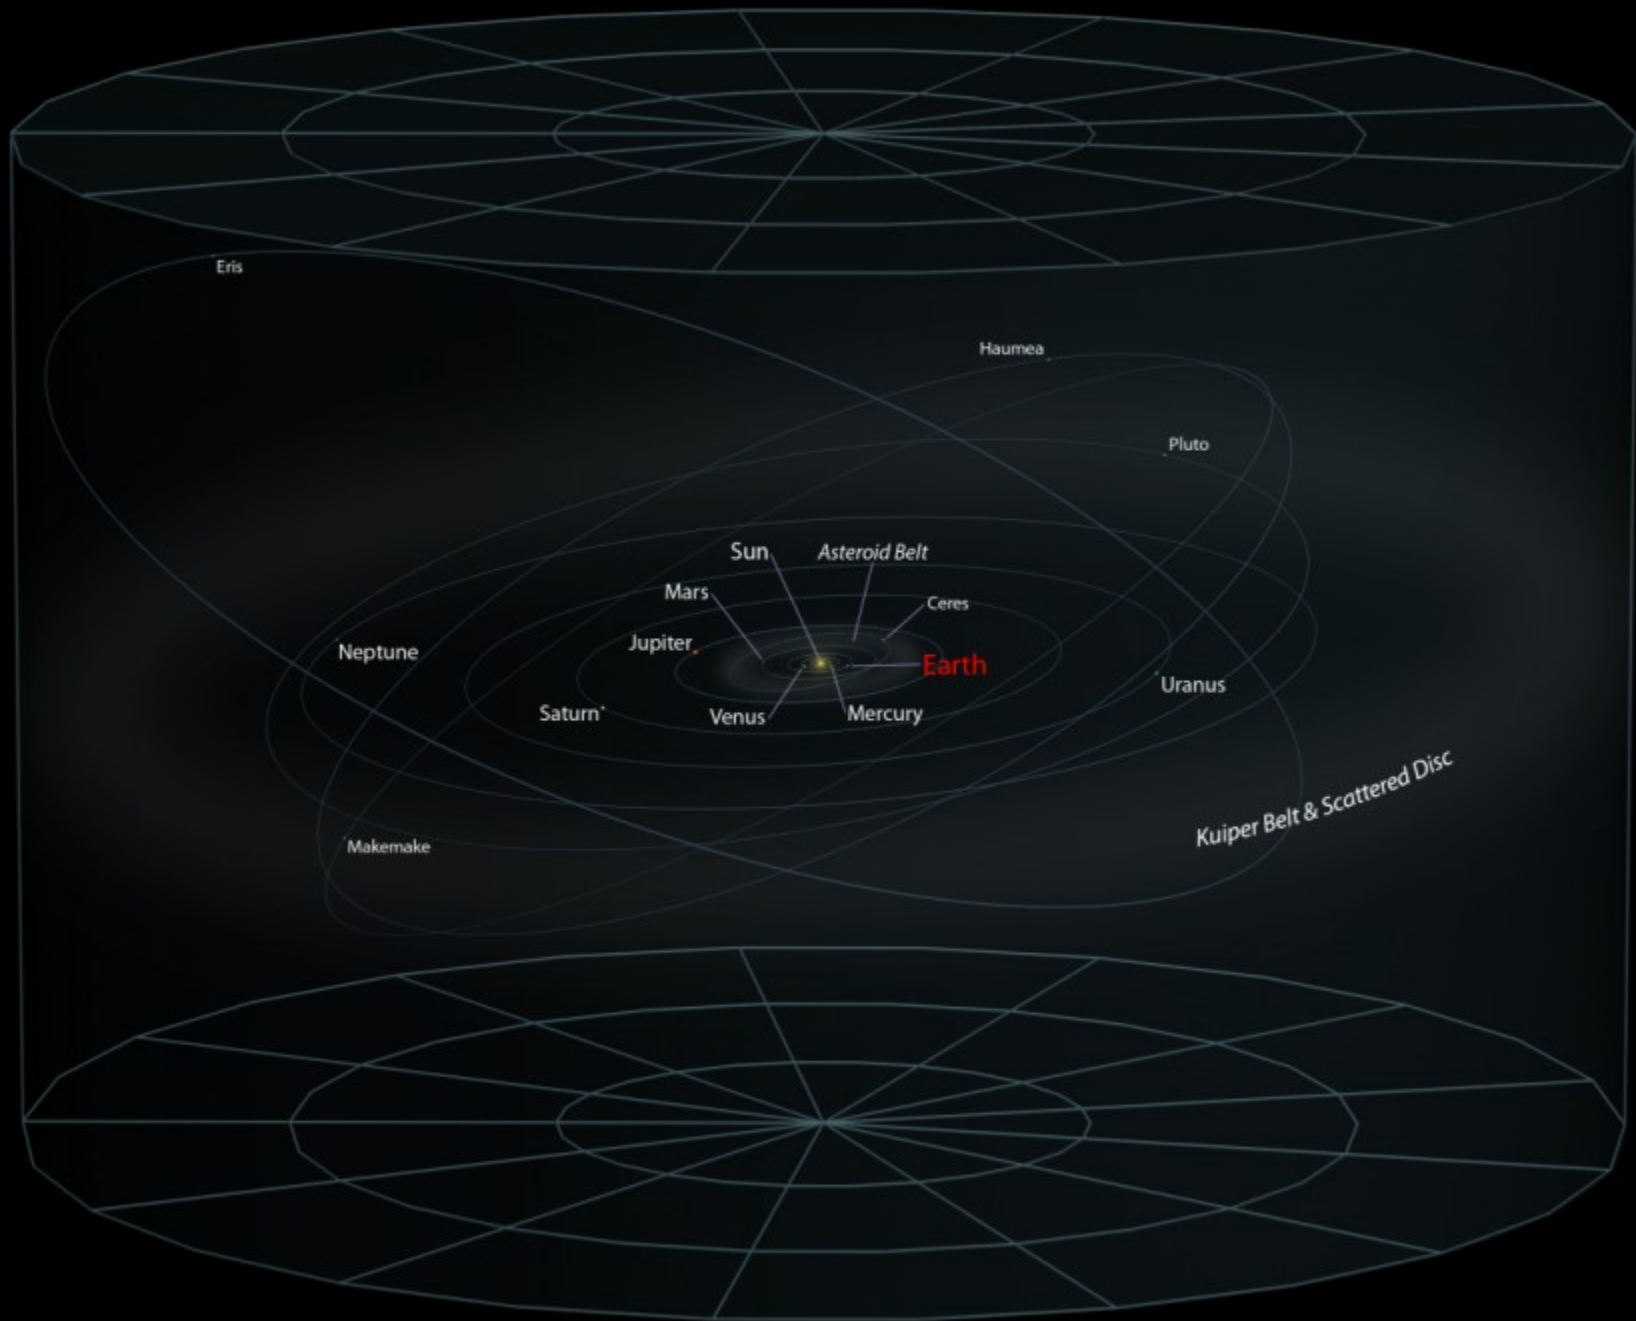 Eris
Haumea
Pluto
Sun
Asteroid Belt
Mars
Ceres
Jupiter
Neptune
Earth
Uranus
Saturn
Venus
Mercury
Kuiper Belt & Scattered Disc
Makemake